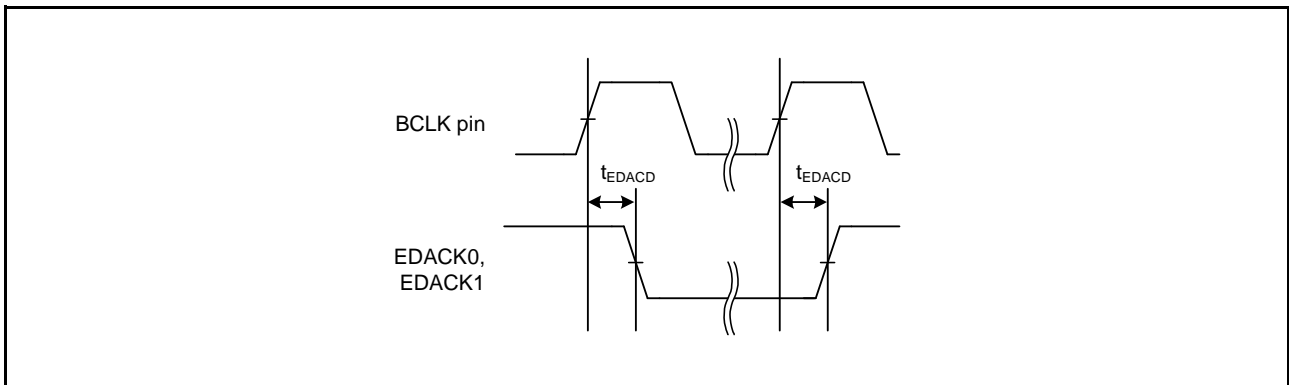 BCLK pin
tEDACD
tEDACD
EDACK0,
EDACK1